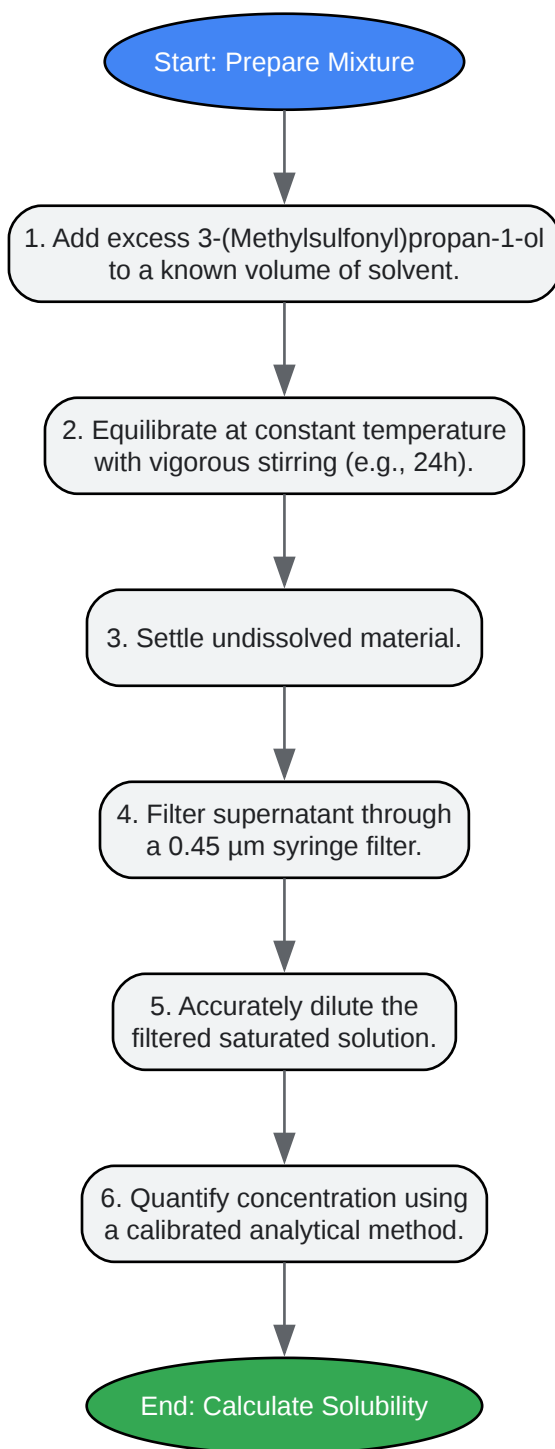 Start: Prepare Mixture
1. Add excess 3-(Methylsulfonyl)propan-1-ol
to a known volume of solvent.
2. Equilibrate at constant temperature
with vigorous stirring (e.g., 24h).
3. Settle undissolved material.
4. Filter supernatant through
a 0.45 µm syringe filter.
5. Accurately dilute the
filtered saturated solution.
6. Quantify concentration using
a calibrated analytical method.
End: Calculate Solubility